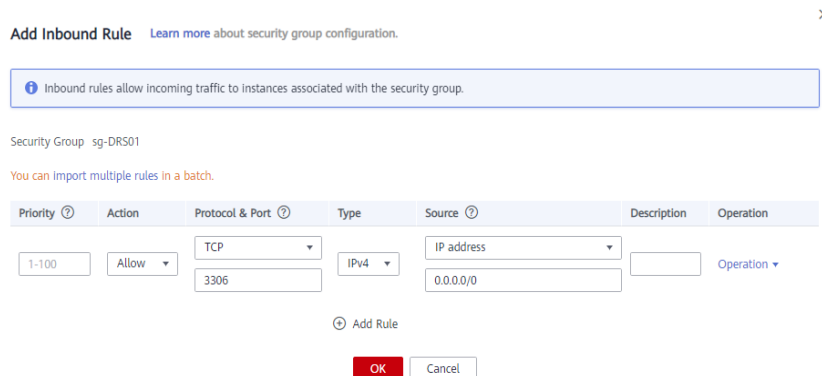 Add Inbound Rule Learn more about security group configuration.
Inbound rules allow incoming traffic to instances associated with the security group.
Security Group sg-DRS01
You can import multiple rules in a batch.
Priority Action Protocol & Port Type Source Description Operation
TCP IP address
1-100 Allow IPv4 Operation
3306 0.0.0.0/0
Add Rule
OK Cancel